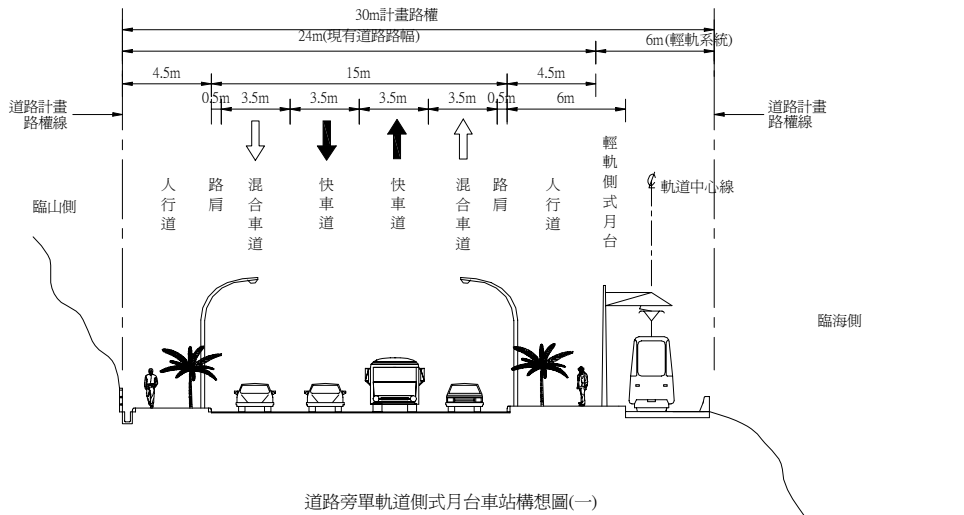 30m計畫路權
24m(現有道路路幅)
6m(輕軌系統)
4.5m
15m
4.5m
0.5m
3.5m
3.5m
3.5m
3.5m
0.5m
6m
道路計畫
路權線
道路計畫
路權線
臨山側
人行道
路肩
混合車道
快車道
快車道
混合車道
路肩
人行道
輕軌側式月台
軌道中心線
臨海側
道路旁單軌道側式月台車站構想圖(一)